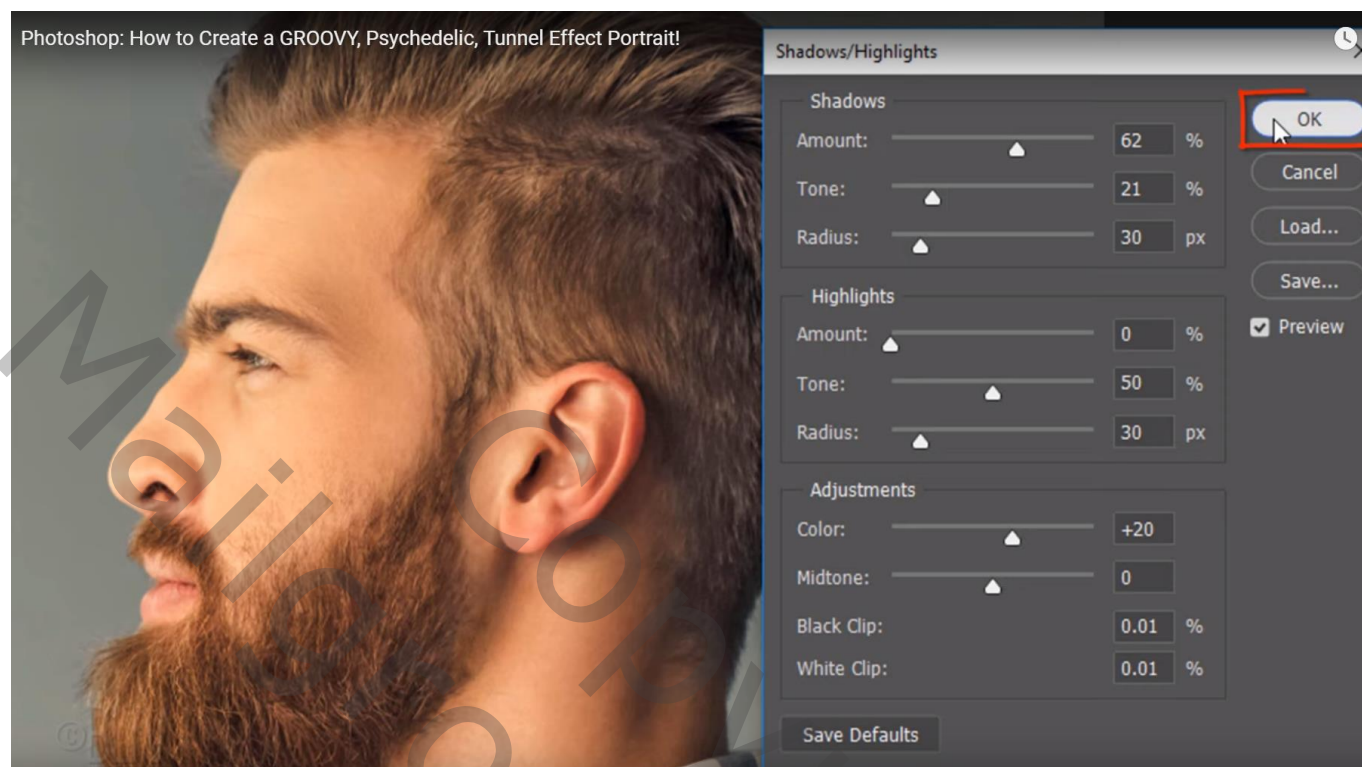 Photoshop: How to Create a GROOVY, Psychedelic, Tunnel Effect Portrait!
Shadows/Highlights
Shadows
Amount: 62 %
Tone: 21 %
Radius: 30 px
Highlights
Amount: 0 %
Tone: 50 %
Radius: 30 px
Adjustments
Color: +20
Midtone: 0
Black Clip: 0.01 %
White Clip: 0.01 %
Save Defaults
OK
Cancel
Load...
Save...
Preview